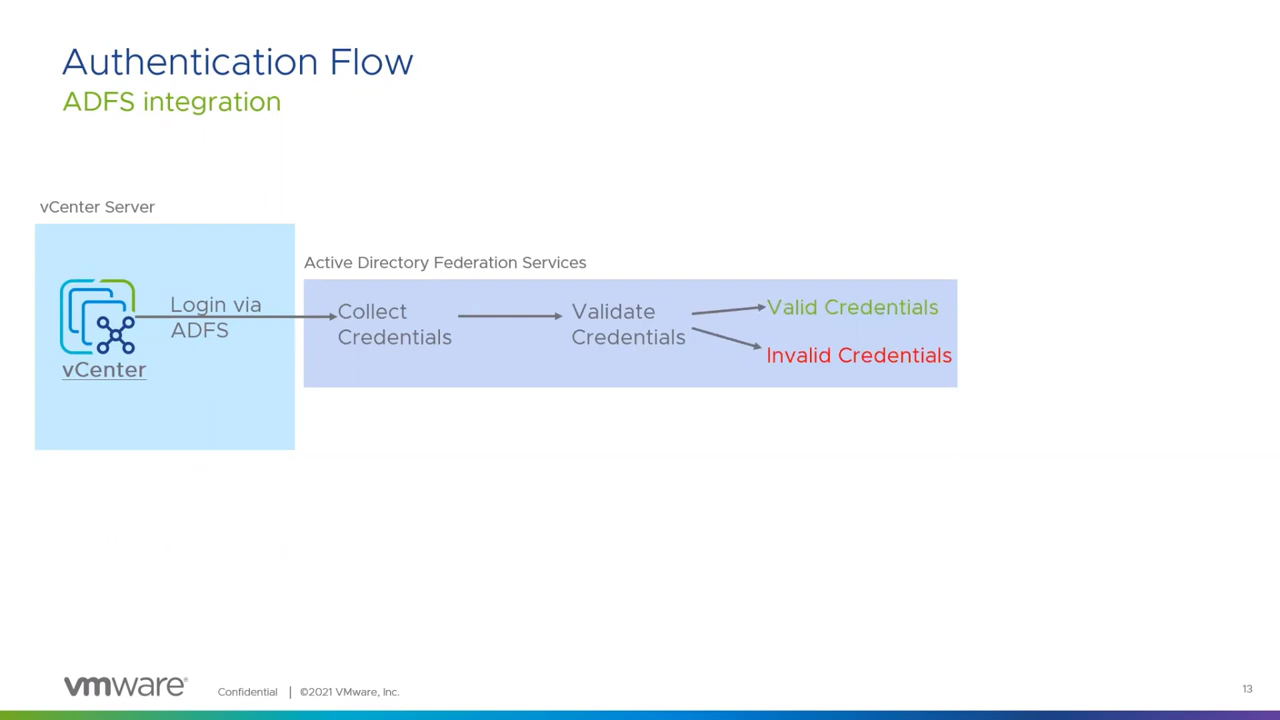 Authentication Flow
ADFS integration
vCenter Server
Active Directory Federation Services
Login via
ADFS
vCenter
Collect
Credentials
Validate
Credentials
Valid Credentials
Invalid Credentials
vmware®
Confidential | ©2021 VMware, Inc.
13